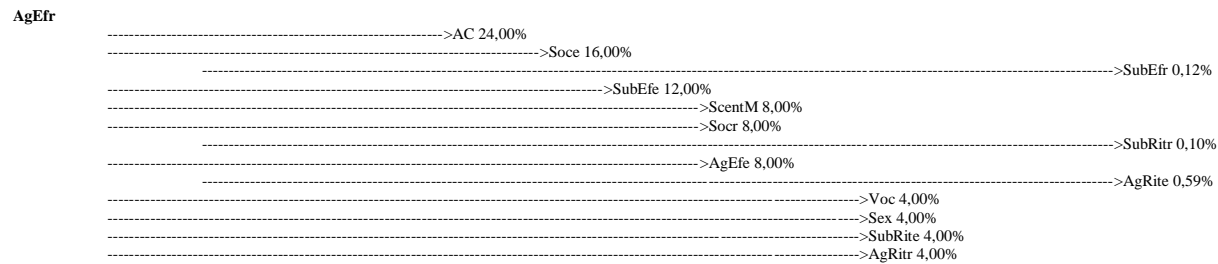 AgEfr
------------------------------------------------------------->AC 24,00%
------------------------------------------------------------------------------->Soce 16,00%
----------------------------------------------------------------------------------------------------------------------------------------------------------------------->SubEfr 0,12%
------------------------------------------------------------------------------------------->SubEfe 12,00%
------------------------------------------------------------------------------------------------------------>ScentM 8,00%
------------------------------------------------------------------------------------------------------------>Socr 8,00%
----------------------------------------------------------------------------------------------------------------------------------------------------------------------->SubRitr 0,10%
------------------------------------------------------------------------------------------------------------>AgEfe 8,00%
----------------------------------------------------------------------------------------------------------------------------------------------------------------------->AgRite 0,59%
------------------------------------------------------------------------------------------------------------------------------------------>Voc 4,00%
------------------------------------------------------------------------------------------------------------------------------------------>Sex 4,00%
------------------------------------------------------------------------------------------------------------------------------------------>SubRite 4,00%
------------------------------------------------------------------------------------------------------------------------------------------>AgRitr 4,00%